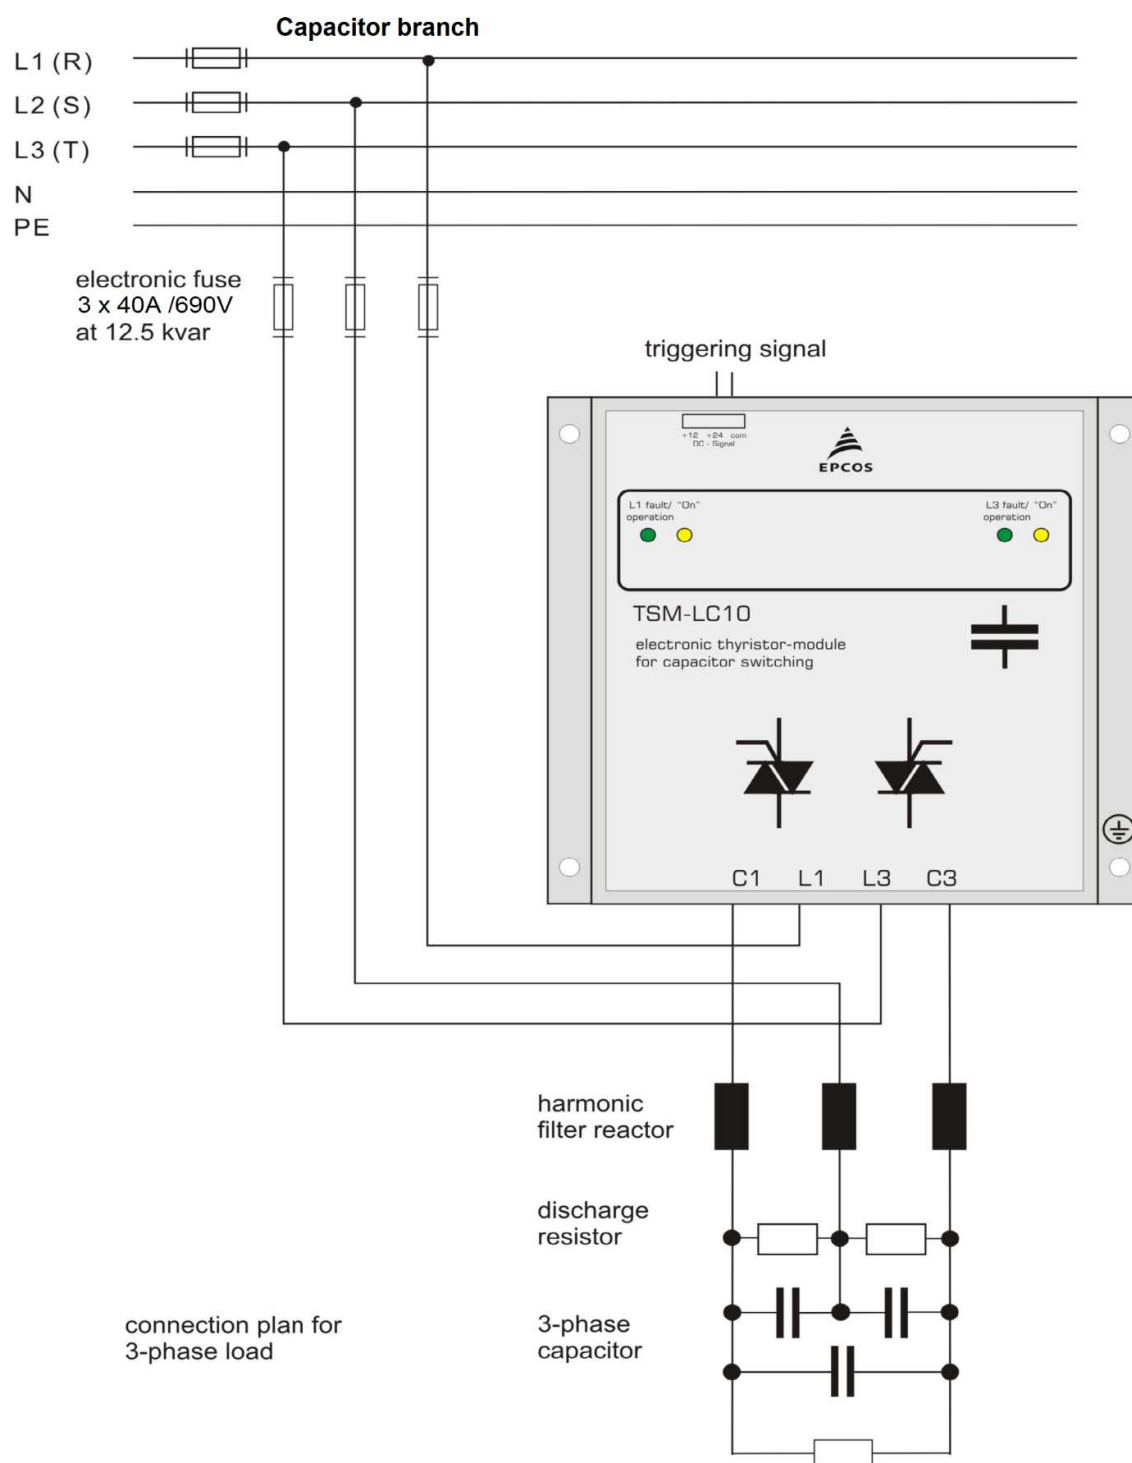 Capacitor branch
L1 (R)
L2 (S)
L3 (T)
N
PE
electronic fuse
3 x 40A /690V
at 12.5 kvar
triggering signal
+12 +24 com
DC - Signal
EPCOS
L1 fault/ "On"
operation
L3 fault/ "On"
operation
TSM-LC10
electronic thyristor-module
for capacitor switching
C1 L1 L3 C3
harmonic
filter reactor
discharge
resistor
3-phase
capacitor
connection plan for
3-phase load